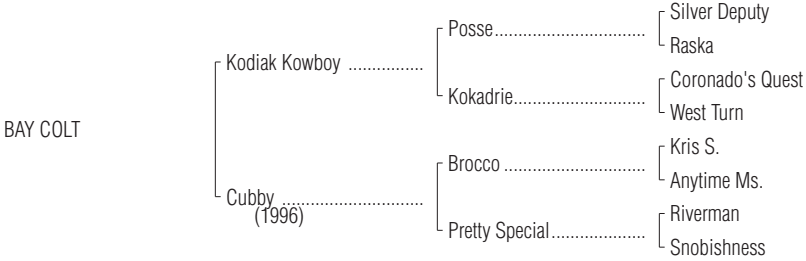 Silver Deputy
Posse................................
Raska
Kodiak Kowboy ................
Coronado's Quest
Kokadrie............................
West Turn
BAY COLT
Kris S.
Brocco ..............................
Anytime Ms.
Cubby ..............................
(1996)
Riverman
Pretty Special....................
Snobishness